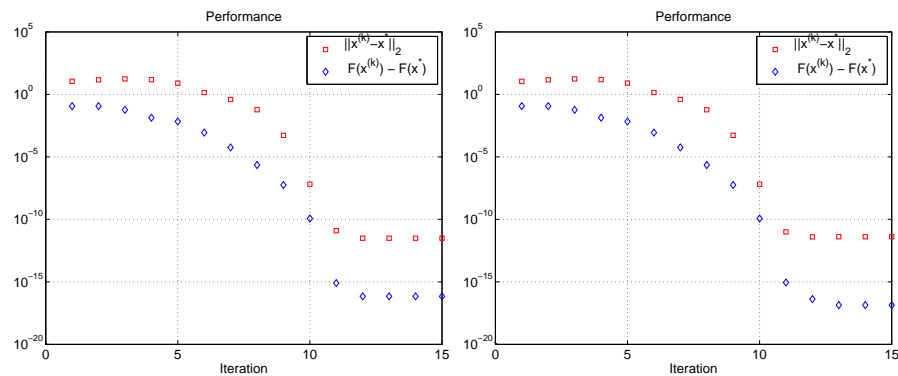 Performance
10^5
10^0
10^-5
10^-10
10^-15
10^-20
0
5
10
15
Iteration
||x^(k)-x^*||_2
F(x^(k)) - F(x^*)
Performance
10^5
10^0
10^-5
10^-10
10^-15
10^-20
0
5
10
15
Iteration
||x^(k)-x^*||_2
F(x^(k)) - F(x^*)